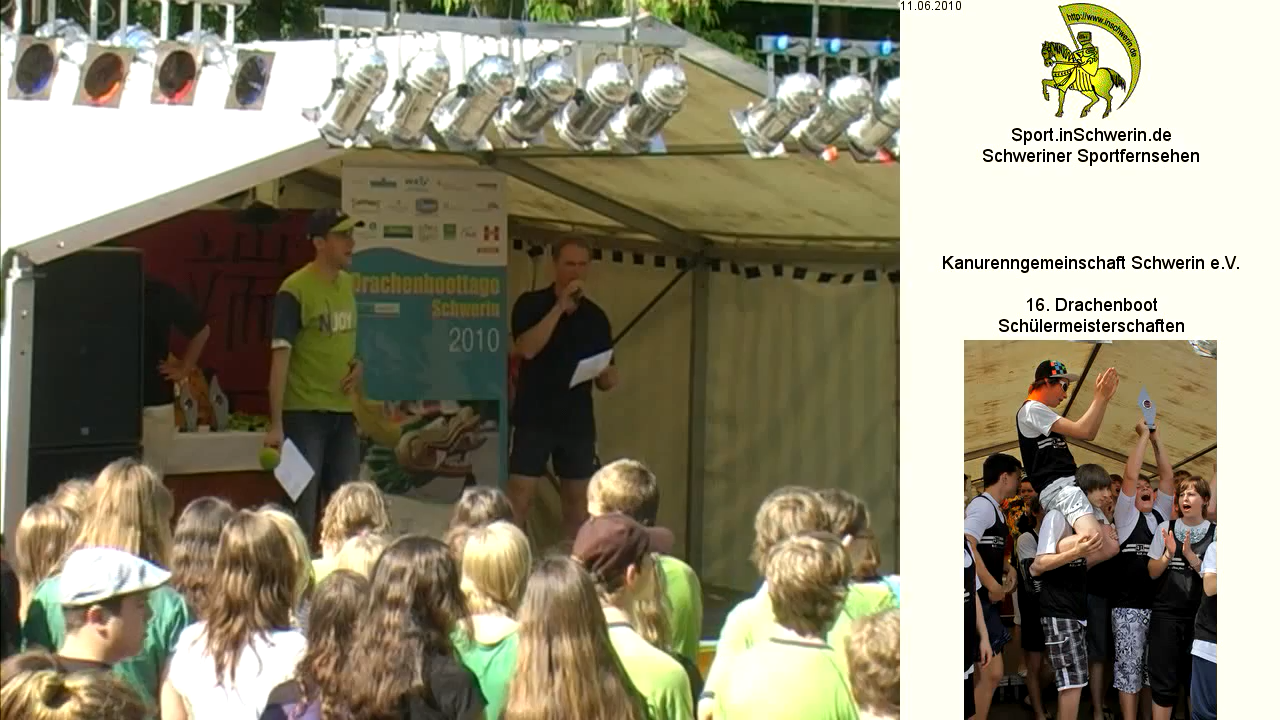 11.06.2010
http://www.inschwerin.de
Sport.inSchwerin.de
Schweriner Sportfernsehen
Kanurenngemeinschaft Schwerin e.V.
16. Drachenboot
Schülermeisterschaften
Drachenboottage
Schwerin
2010
N JOY